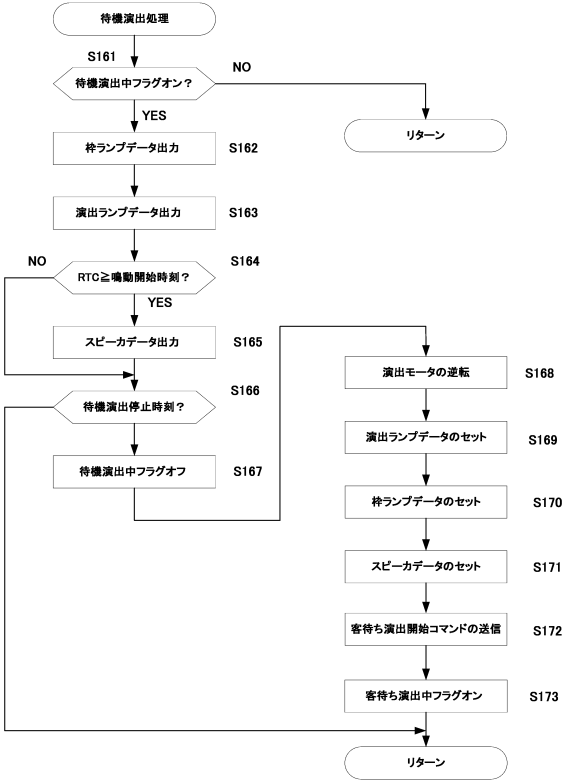 待機演出処理
S161
待機演出中フラグオン？
NO
リターン
YES
枠ランプデータ出力
S162
演出ランプデータ出力
S163
RTC≧鳴動開始時刻？
S164
NO
YES
スピーカデータ出力
S165
待機演出停止時刻？
S166
待機演出中フラグオフ
S167
演出モータの逆転
S168
演出ランプデータのセット
S169
枠ランプデータのセット
S170
スピーカデータのセット
S171
客待ち演出開始コマンドの送信
S172
客待ち演出中フラグオン
S173
リターン